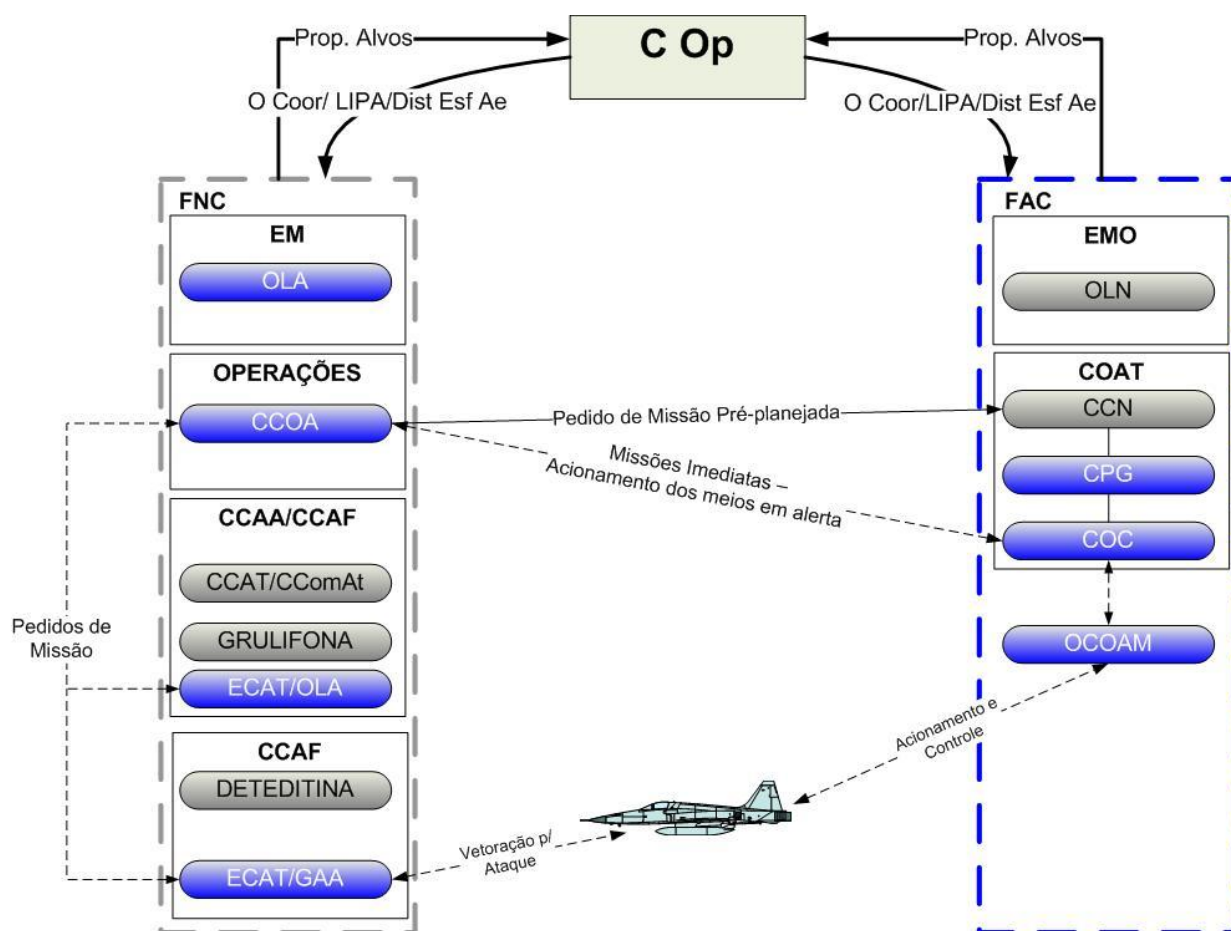 C Op
Prop. Alvos
Prop. Alvos
O Coor/ LIPA/Dist Esf Ae
O Coor/LIPA/Dist Esf Ae
FNC
EM
OLA
OPERAÇÕES
CCOA
CCAA/CCAF
CCAT/CComAt
GRULIFONA
ECAT/OLA
CCAF
DETEDITINA
ECAT/GAA
Pedidos de
Missão
Pedido de Missão Pré-planejada
Missões Imediatas –
Acionamento dos meios em alerta
Vetoração p/
Ataque
Acionamento e
Controle
FAC
EMO
OLN
COAT
CCN
CPG
COC
OCOAM